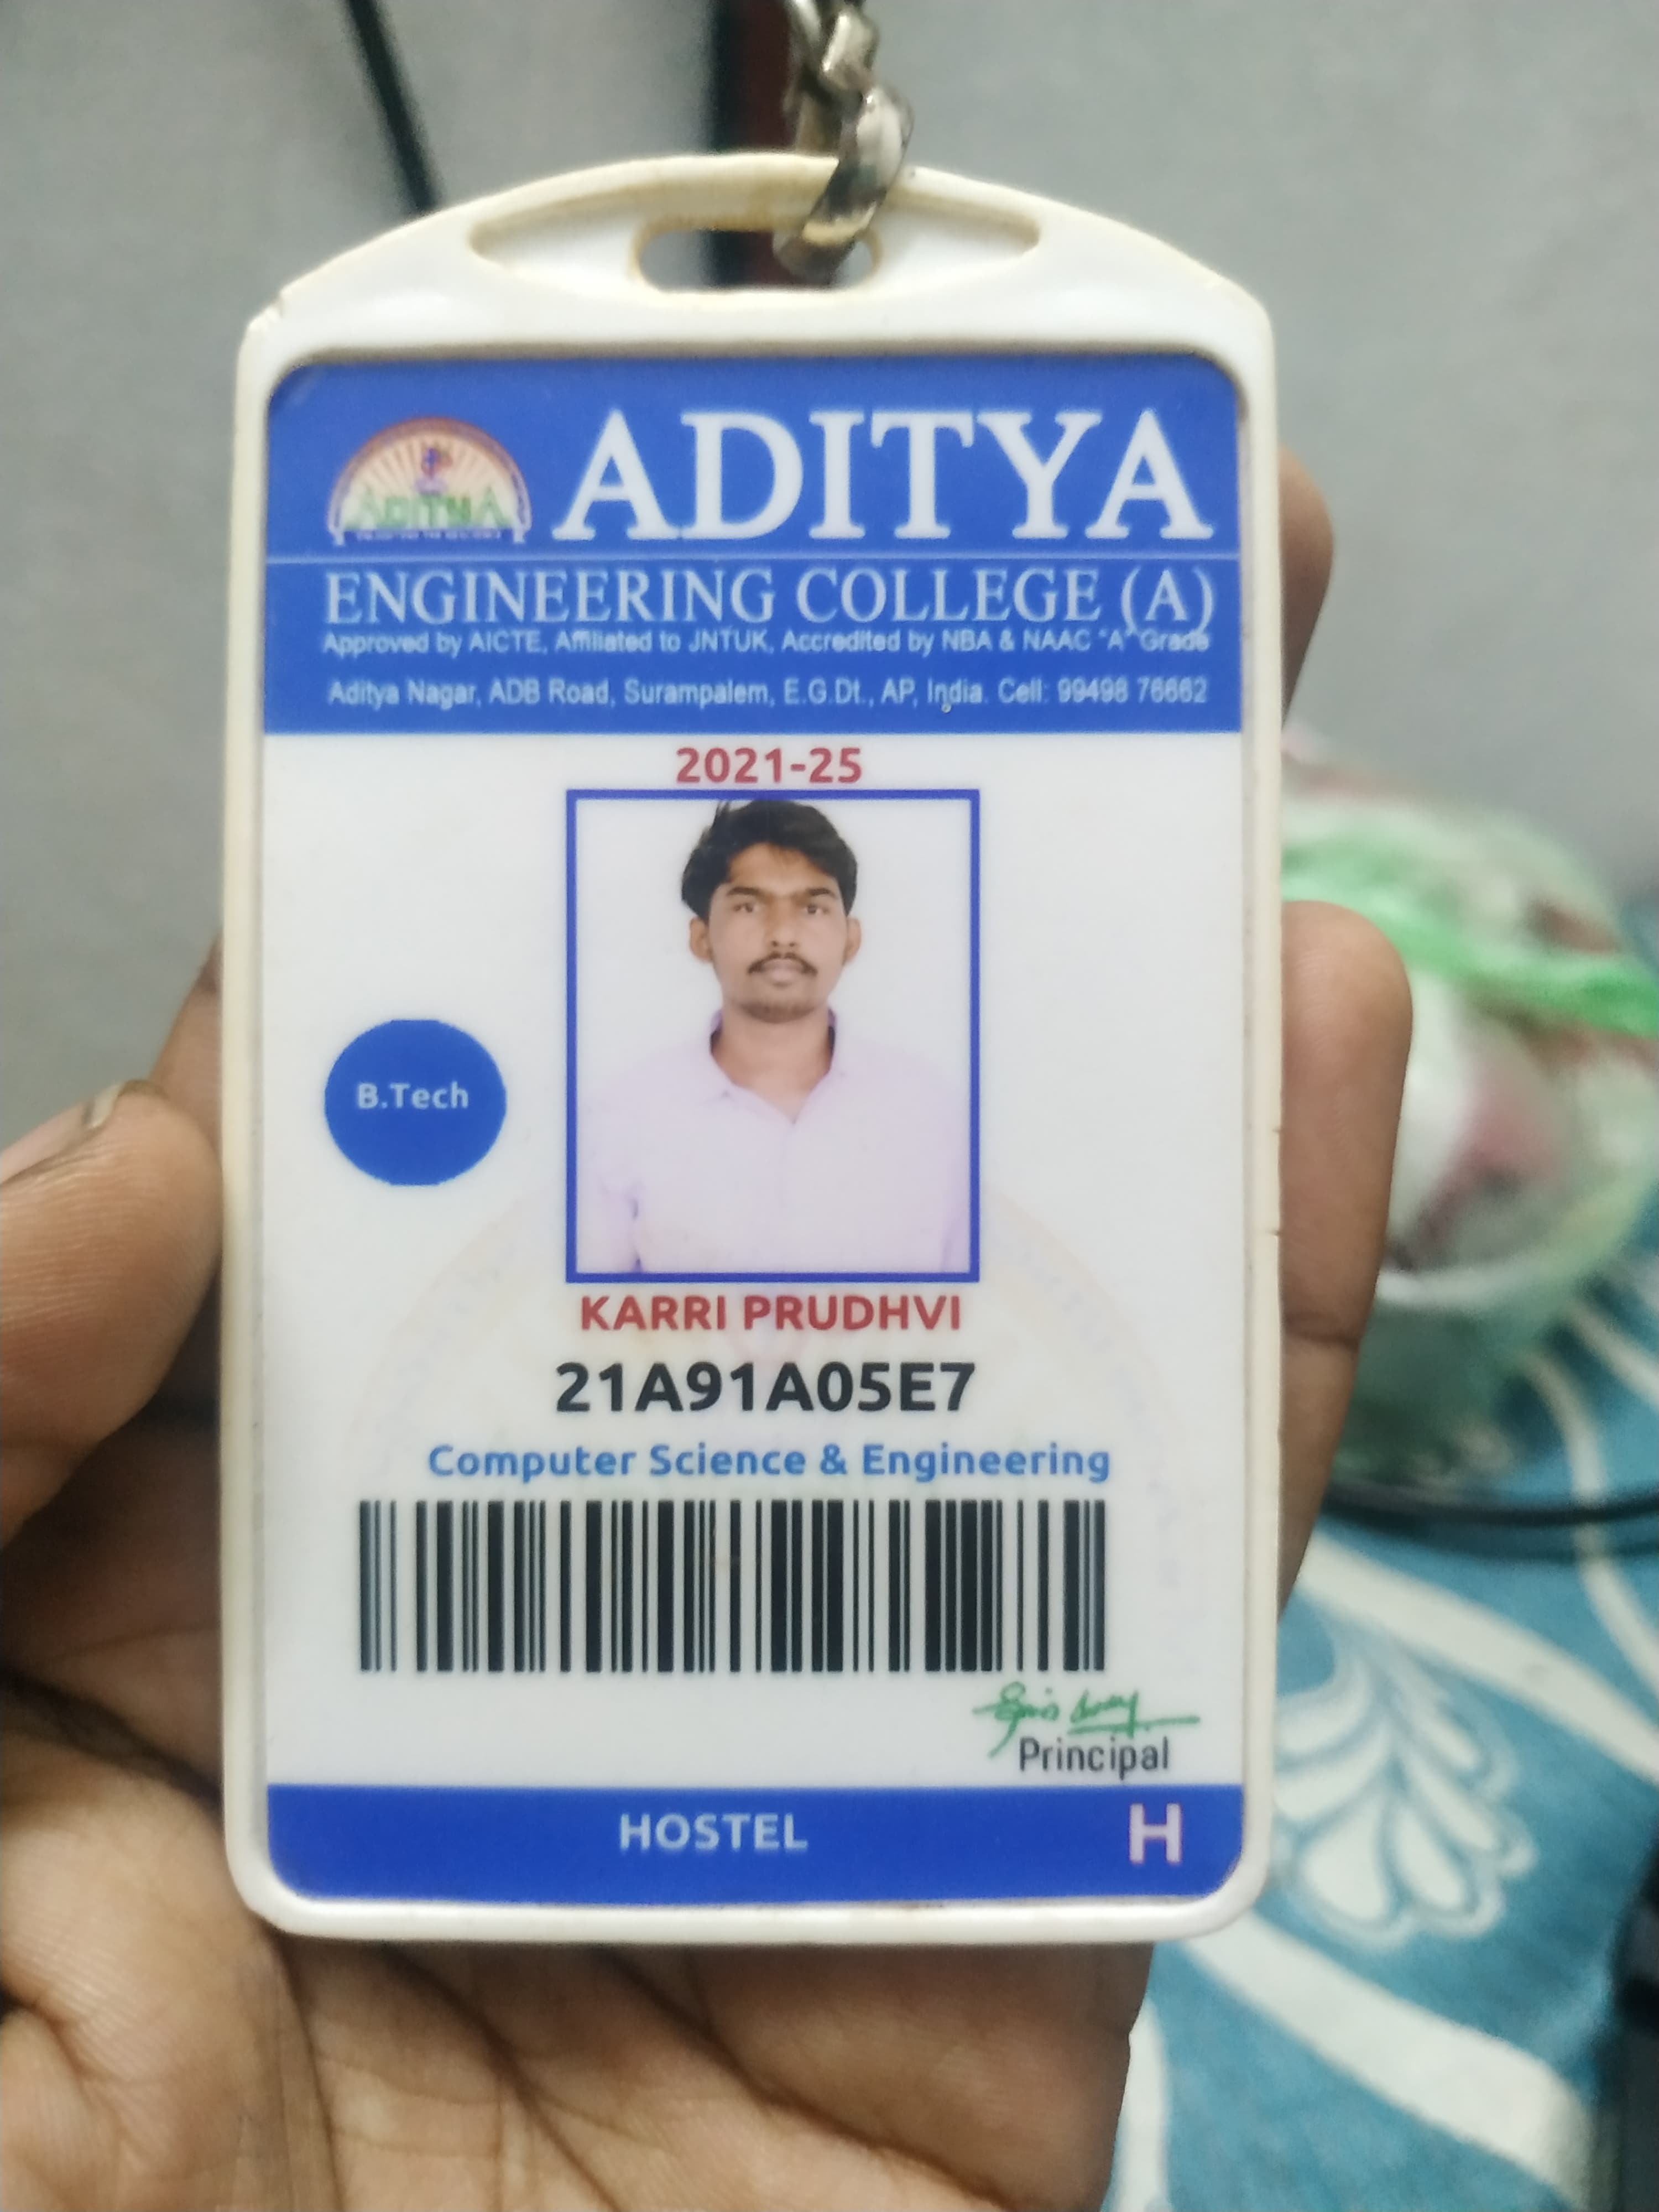 ADITYA
ADITYA
ENGINEERING COLLEGE (A)
Approved by AICTE, Affiliated to JNTUK, Accredited by NBA & NAAC "A" Grade
Aditya Nagar, ADB Road, Surampalem, E.G.Dt., AP, India. Cell: 99498 76662
2021-25
B.Tech
KARRI PRUDHVI
21A91A05E7
Computer Science & Engineering
Principal
HOSTEL H